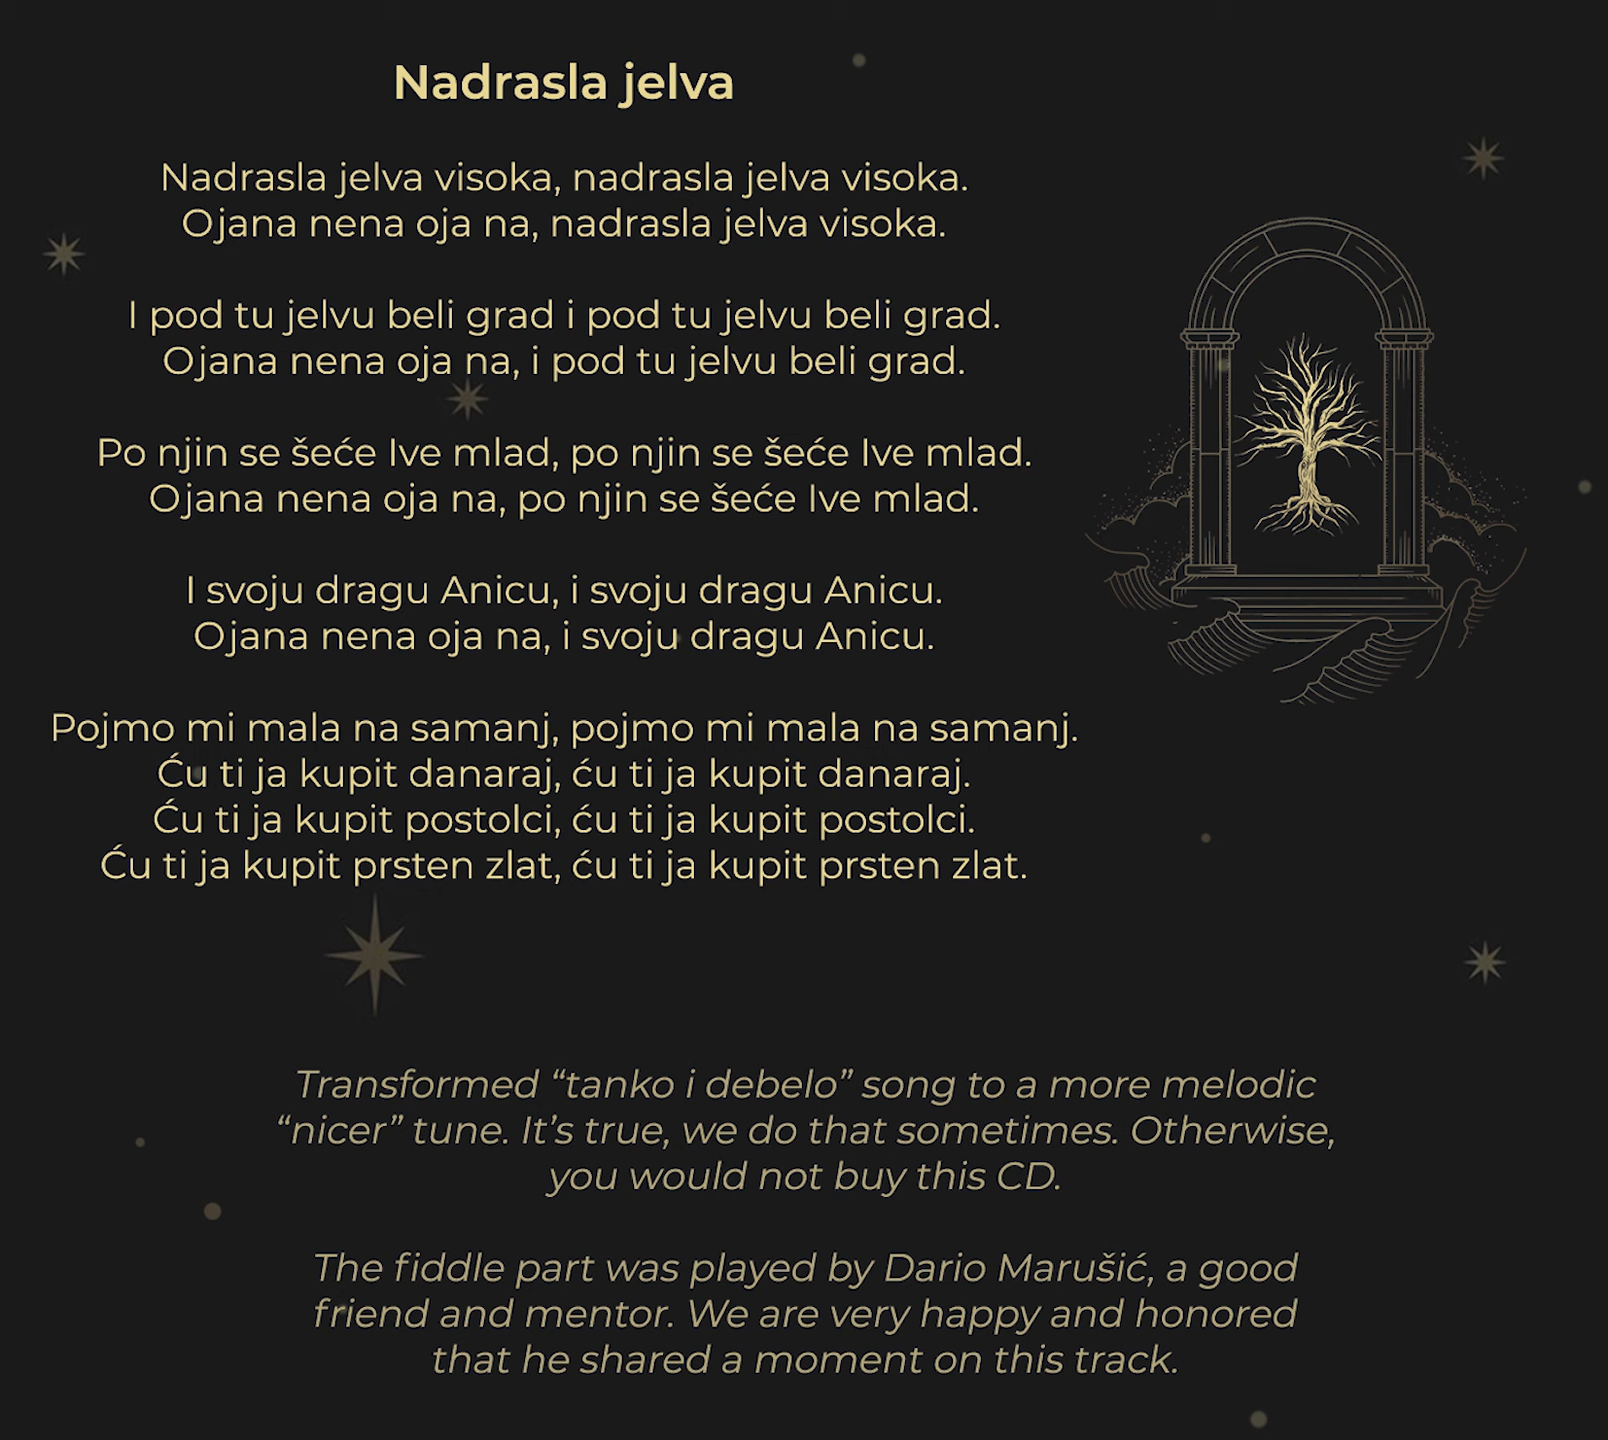 Nadrasla jelva
Nadrasla jelva visoka, nadrasla jelva visoka.
Ojana nena oja na, nadrasla jelva visoka.
I pod tu jelvu beli grad i pod tu jelvu beli grad.
Ojana nena oja na, i pod tu jelvu beli grad.
Po njin se šeće Ive mlad, po njin se šeće Ive mlad.
Ojana nena oja na, po njin se šeće Ive mlad.
I svoju dragu Anicu, i svoju dragu Anicu.
Ojana nena oja na, i svoju dragu Anicu.
Pojmo mi mala na samanj, pojmo mi mala na samanj.
Ću ti ja kupit danaraj, ću ti ja kupit danaraj.
Ću ti ja kupit postolci, ću ti ja kupit postolci.
Ću ti ja kupit prsten zlat, ću ti ja kupit prsten zlat.
Transformed “tanko i debelo” song to a more melodic
“nicer” tune. It’s true, we do that sometimes. Otherwise,
you would not buy this CD.
The fiddle part was played by Dario Marušić, a good
friend and mentor. We are very happy and honored
that he shared a moment on this track.